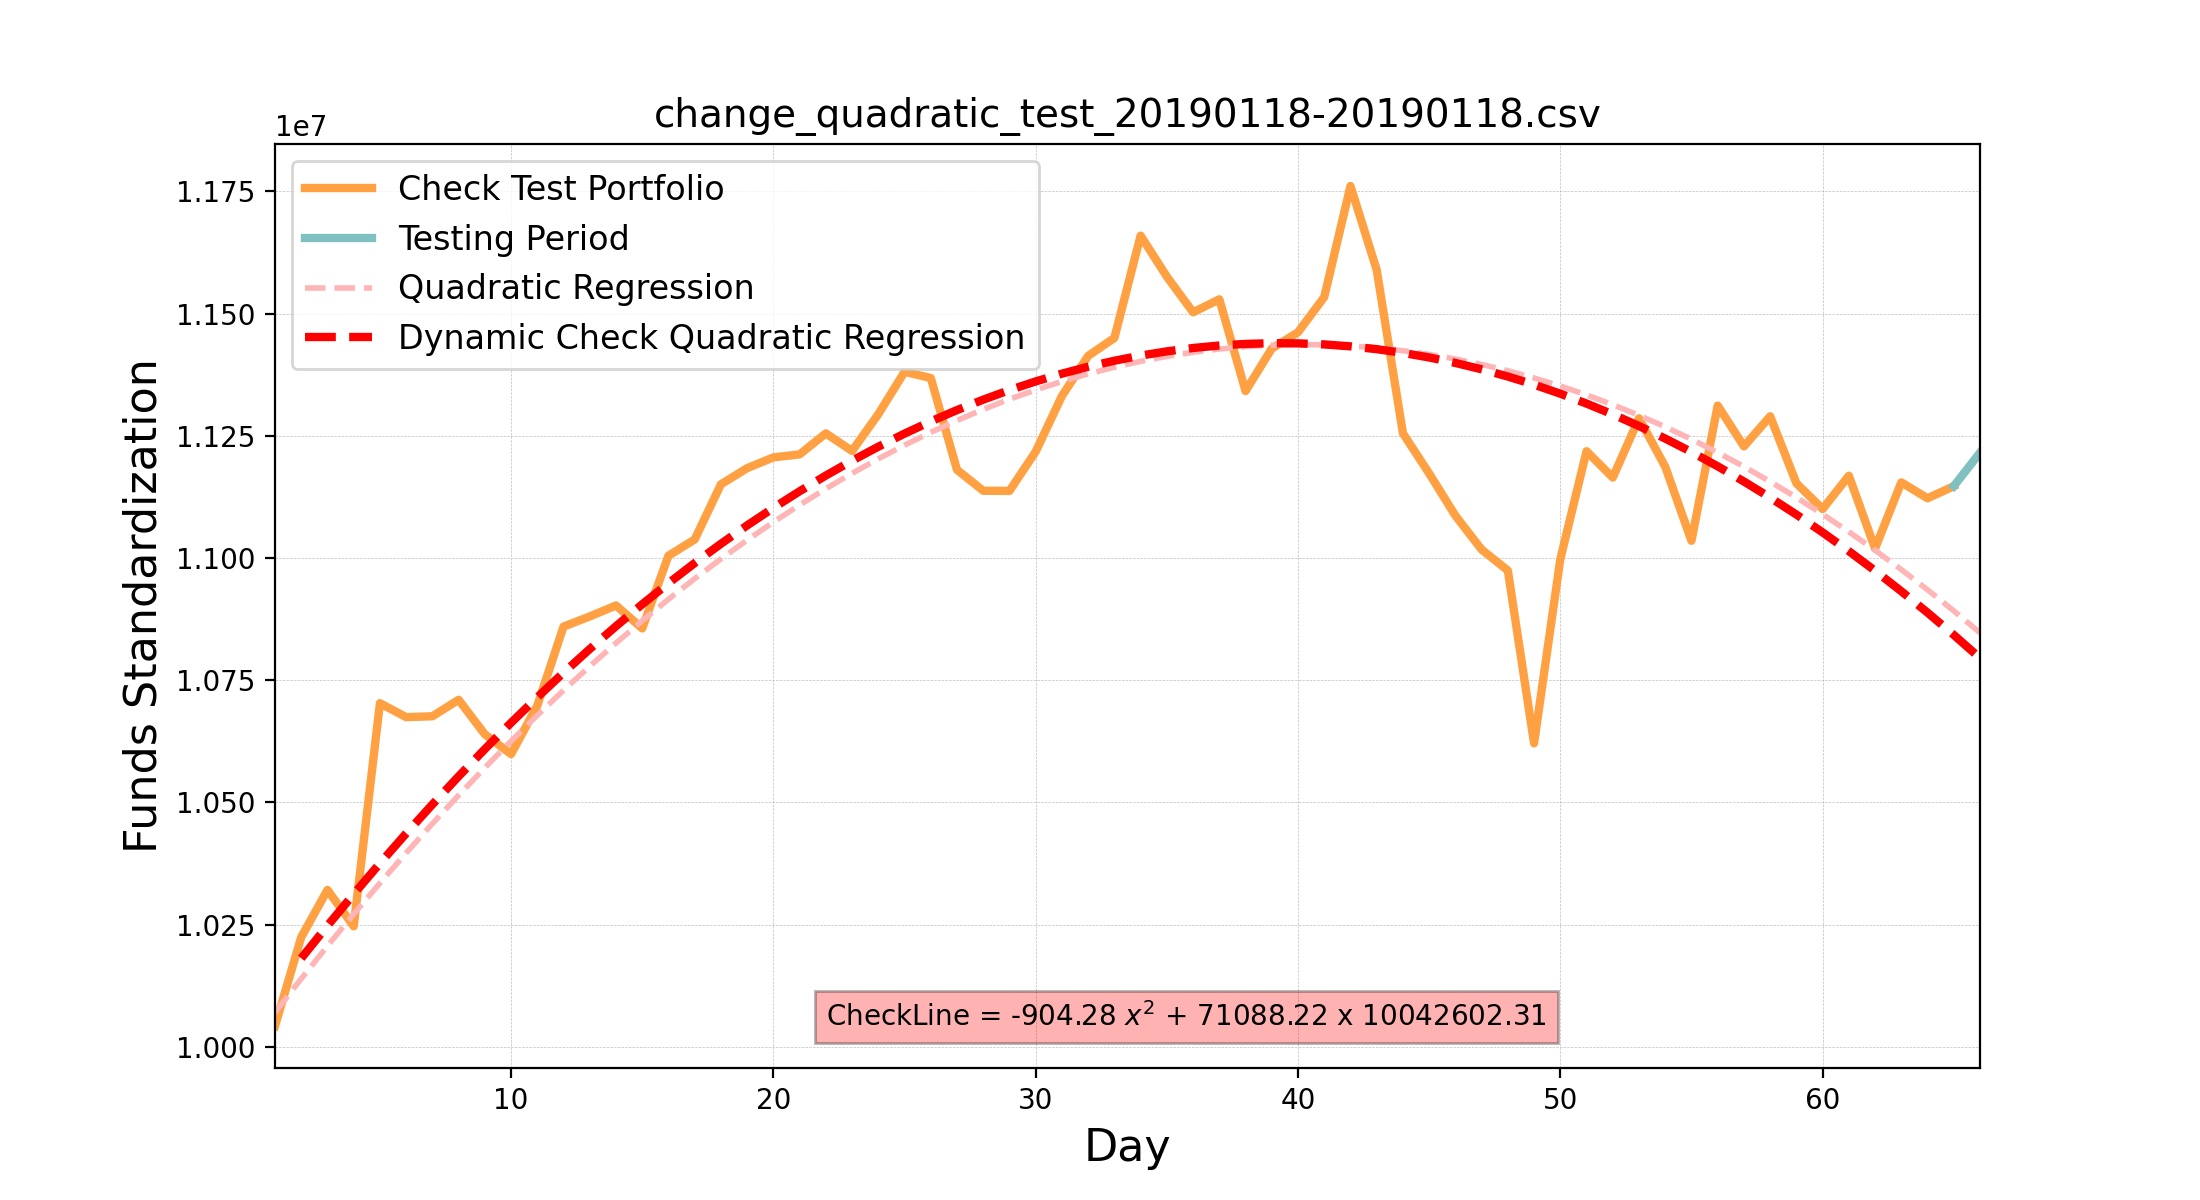 change_quadratic_test_20190118-20190118.csv
1e7
Check Test Portfolio
Testing Period
Quadratic Regression
Dynamic Check Quadratic Regression
1.175
1.150
1.125
1.100
1.075
1.050
1.025
1.000
Funds Standardization
CheckLine = -904.28 x² + 71088.22 x 10042602.31
10 20 30 40 50 60
Day